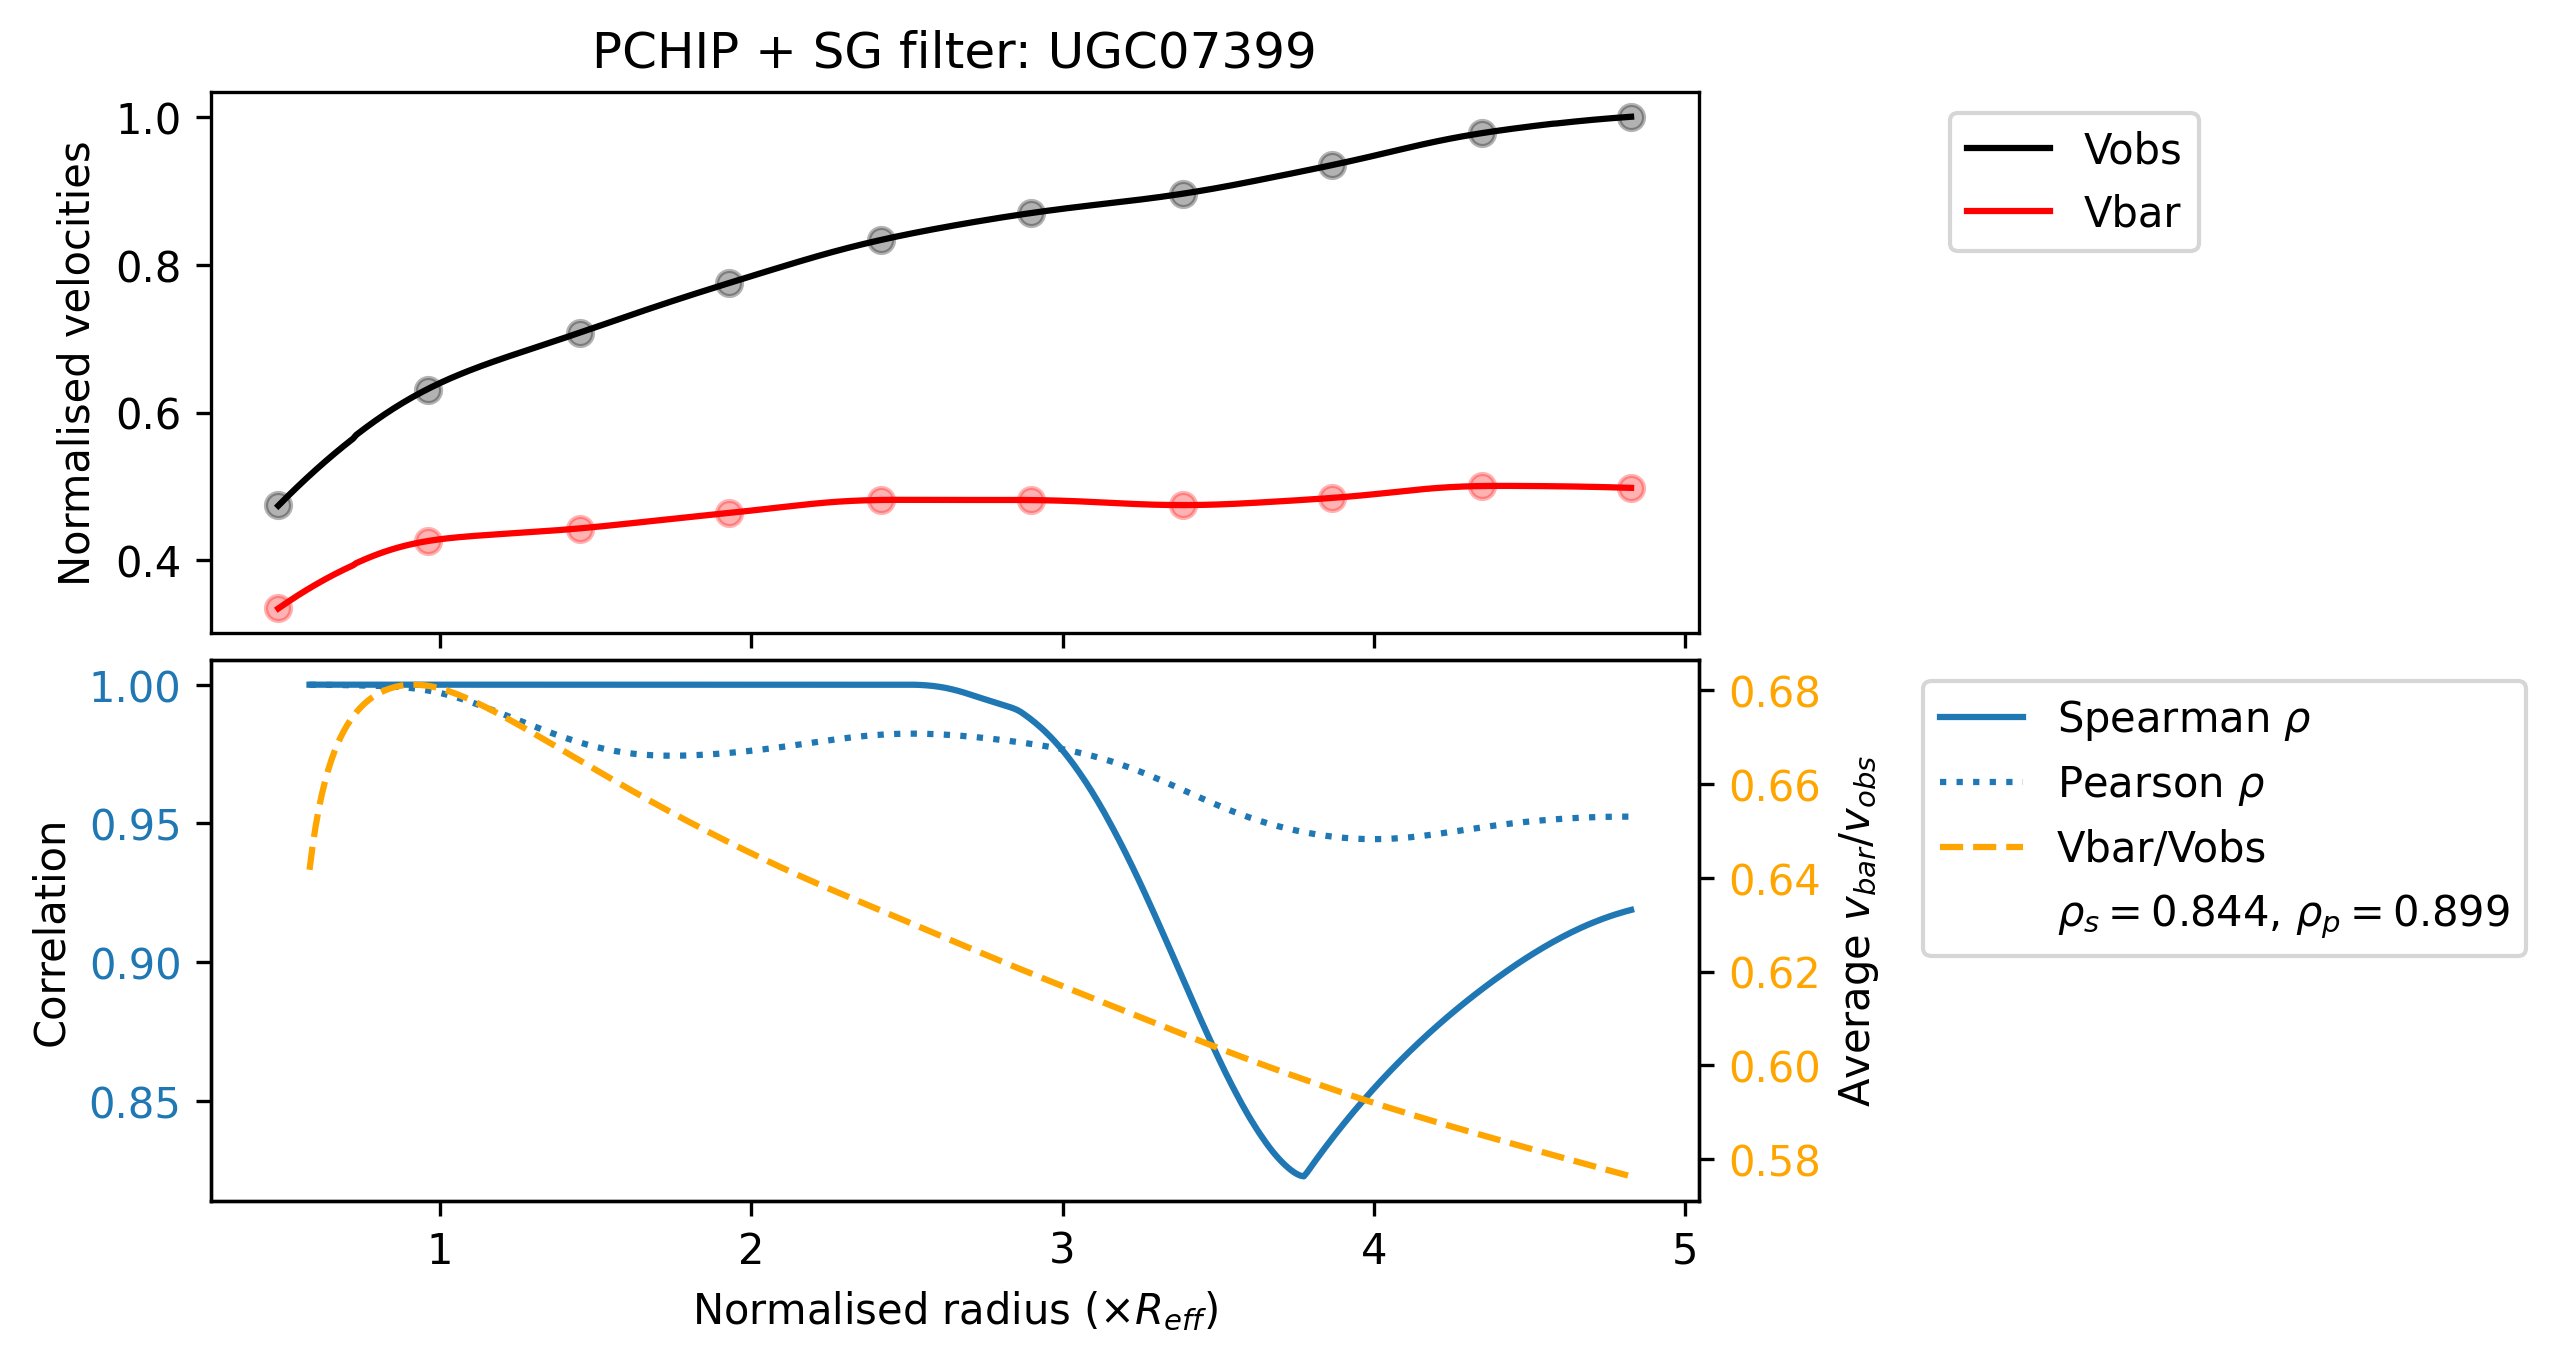 PCHIP + SG filter: UGC07399
Normalised velocities
1.0
0.8
0.6
0.4
Vobs
Vbar
Correlation
1.00
0.95
0.90
0.85
0.68
0.66
0.64
0.62
0.60
0.58
Average v_bar/v_obs
Spearman ρ
Pearson ρ
Vbar/Vobs
ρ_s = 0.844, ρ_p = 0.899
1 2 3 4 5
Normalised radius (×R_eff)